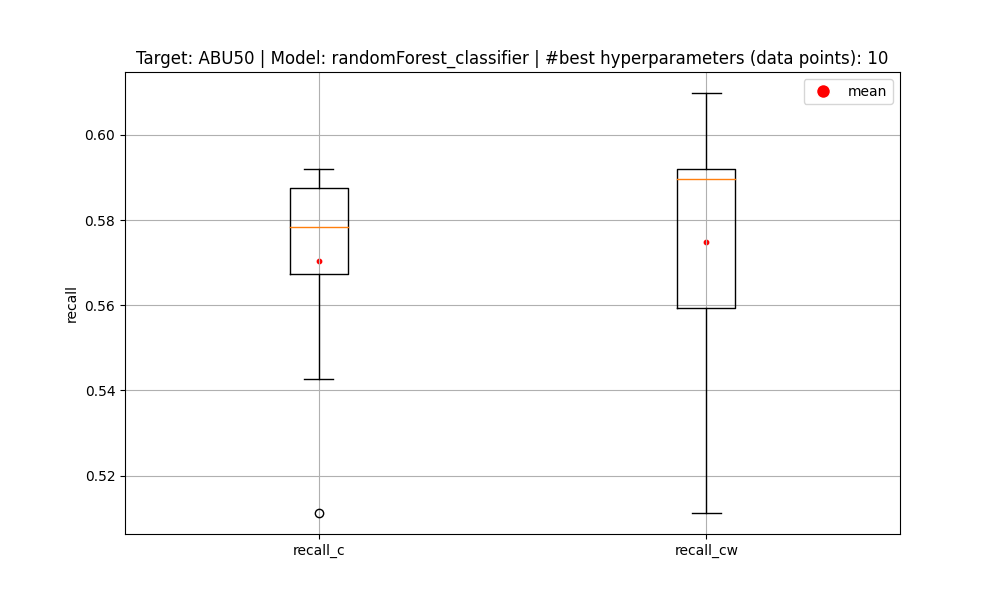 Target: ABU50 | Model: randomForest_classifier | #best hyperparameters (data points): 10
mean
0.60
0.58
0.56
0.54
0.52
recall
recall_c
recall_cw